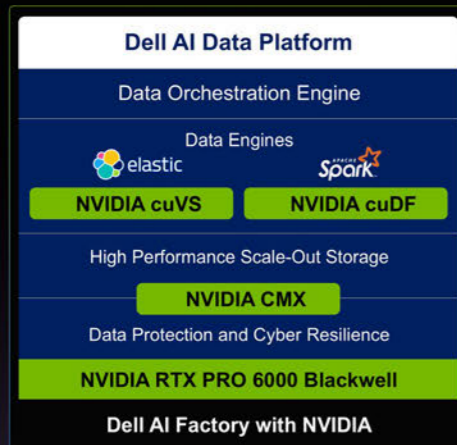 Dell AI Data Platform
Data Orchestration Engine
Data Engines
elastic
APACHE
Spark
NVIDIA cuVS
NVIDIA cuDF
High Performance Scale-Out Storage
NVIDIA CMX
Data Protection and Cyber Resilience
NVIDIA RTX PRO 6000 Blackwell
Dell AI Factory with NVIDIA